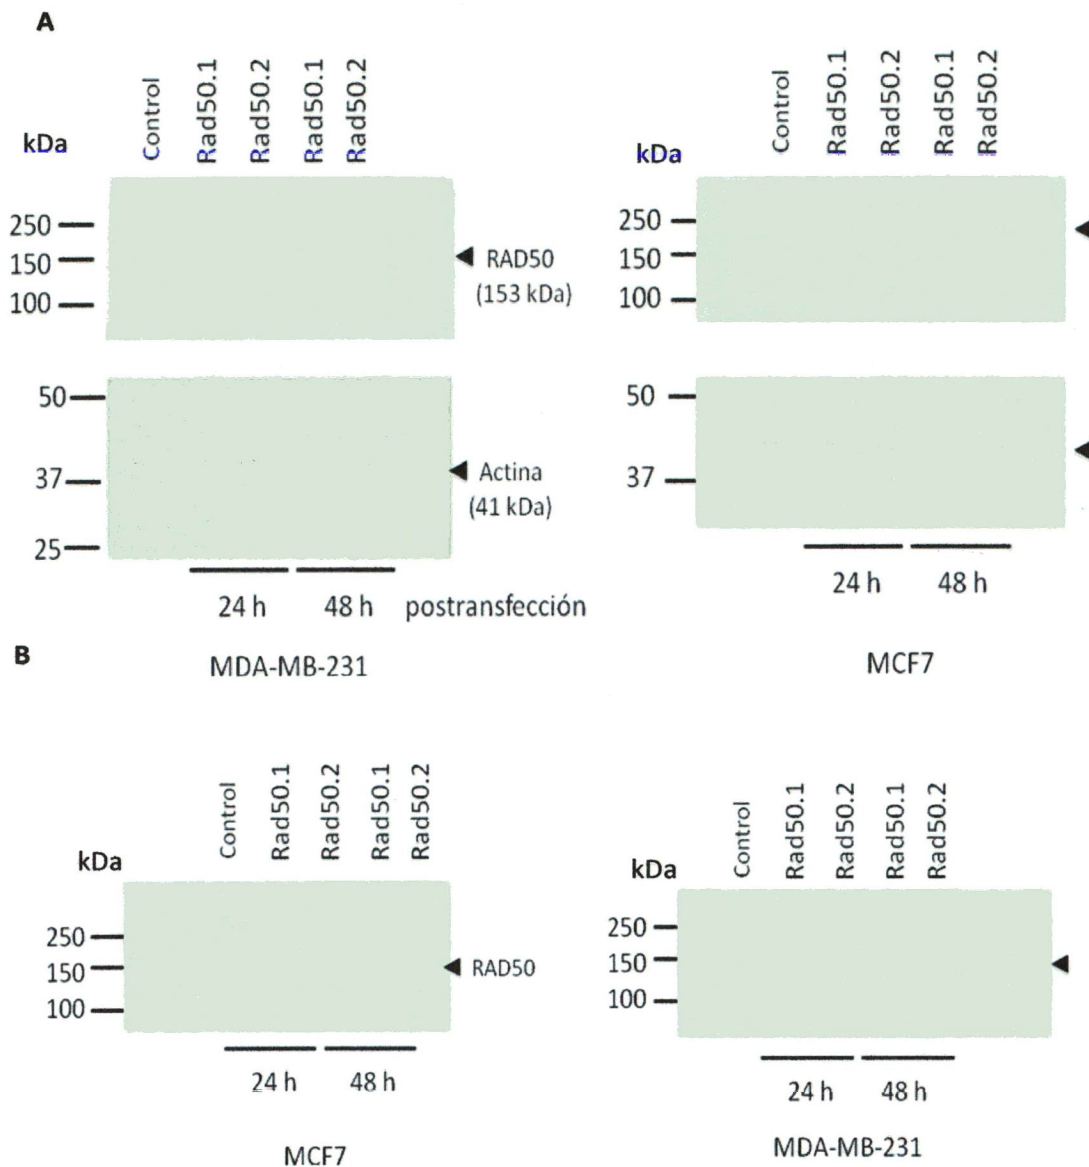 A
Control Rad50.1 Rad50.2 Rad50.1 Rad50.2
kDa
250
150
100
RAD50
(153 kDa)
50
37
25
Actina
(41 kDa)
24 h 48 h postransfección
MDA-MB-231
Control Rad50.1 Rad50.2 Rad50.1 Rad50.2
kDa
250
150
100
50
37
24 h 48 h
MCF7
B
Control Rad50.1 Rad50.2 Rad50.1 Rad50.2
kDa
250
150
100
RAD50
24 h 48 h
MCF7
Control Rad50.1 Rad50.2 Rad50.1 Rad50.2
kDa
250
150
100
24 h 48 h
MDA-MB-231